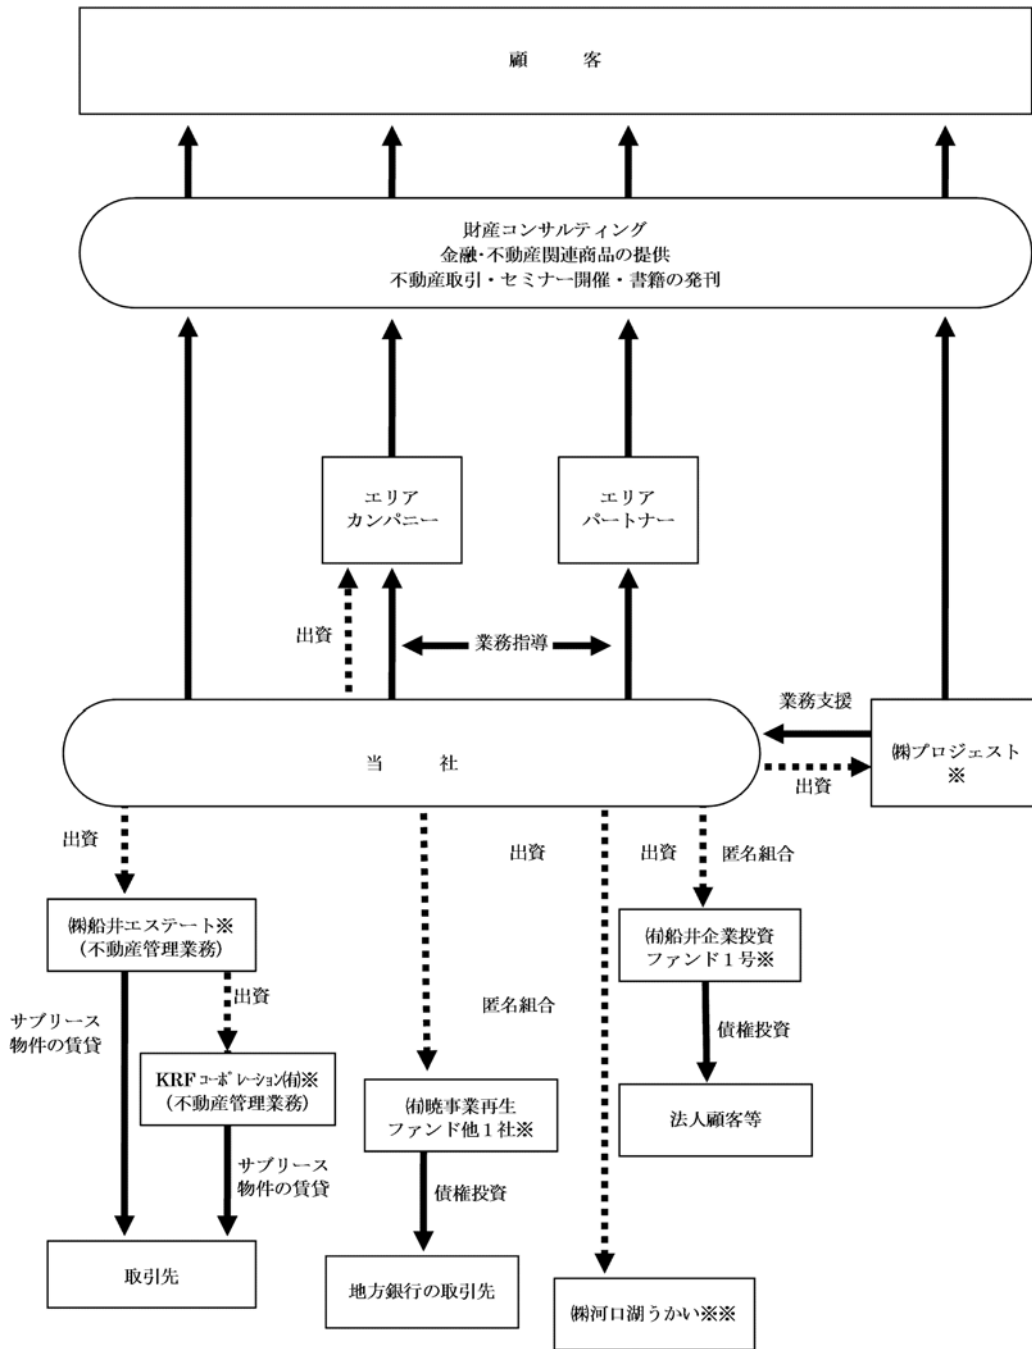 顧　　客
財産コンサルティング
金融・不動産関連商品の提供
不動産取引・セミナー開催・書籍の発刊
エリア
カンパニー
エリア
パートナー
出資
業務指導
業務支援
当　　社
㈱プロジェスト
※
出資
出資
出資
出資
匿名組合
㈱船井エステート※
(不動産管理業務)
㈲船井企業投資
ファンド１号※
出資
サブリース
物件の賃貸
匿名組合
債権投資
KRFｺｰﾎﾟﾚｰション㈲※
(不動産管理業務)
㈲暁事業再生
ファンド他１社※
法人顧客等
サブリース
物件の賃貸
債権投資
取引先
地方銀行の取引先
㈱河口湖うかい※※